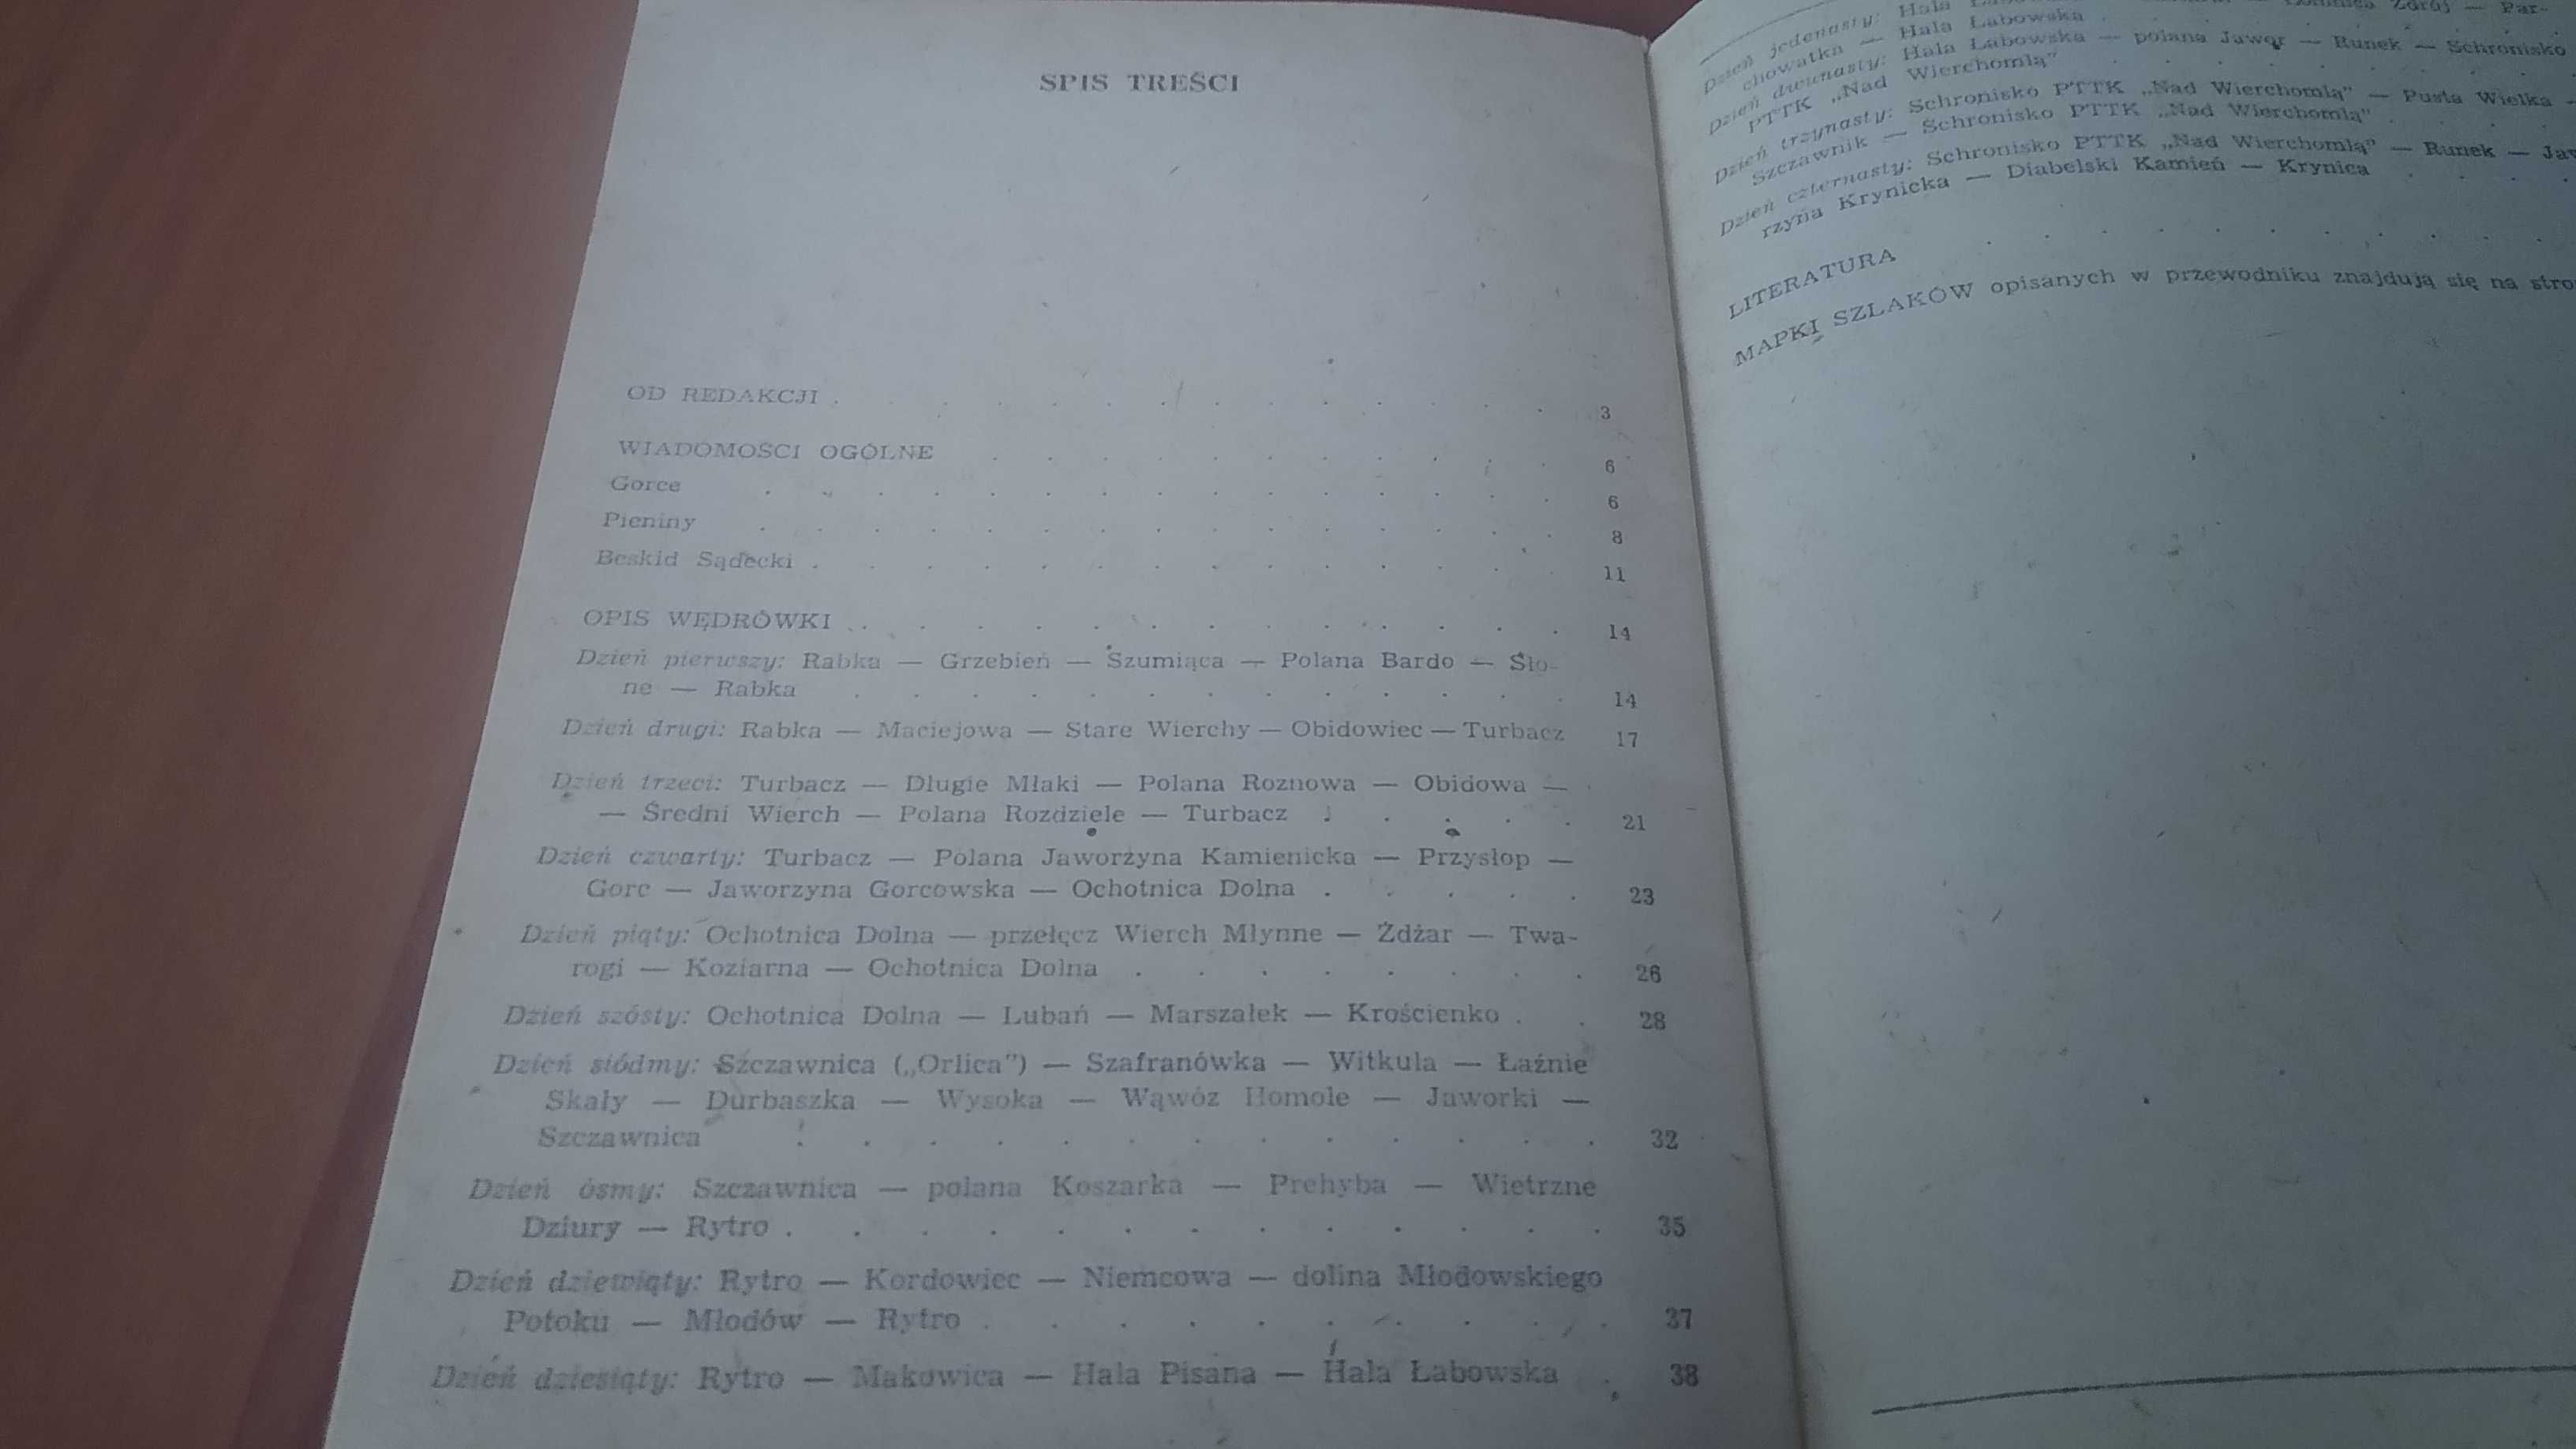 SPIS TREŚCI
OD REDAKCJI . . . . . . . . . . . . . 3
WIADOMOŚCI OGÓLNE . . . . . . . . . . . 6
Gorce . . . . . . . . . . . . . . . 6
Pieniny . . . . . . . . . . . . . . . 8
Beskid Sądecki . . . . . . . . . . . . . . 11
OPIS WĘDRÓWKI . . . . . . . . . . . . . 14
Dzień pierwszy: Rabka — Grzebień — Szumiąca — Polana Bardo — Sło-
ne — Rabka . . . . . . . . . . . . . 14
Dzień drugi: Rabka — Maciejowa — Stare Wierchy — Obidowiec — Turbacz 17
Dzień trzeci: Turbacz — Długie Młaki — Polana Roznowa — Obidowa —
— Średni Wierch — Polana Rozdziele — Turbacz . . . . . 21
Dzień czwarty: Turbacz — Polana Jaworzyna Kamienicka — Przysłop —
Gorc — Jaworzyna Gorcowska — Ochotnica Dolna . . . . . 23
Dzień piąty: Ochotnica Dolna — przełęcz Wierch Młynne — Żdżar — Twa-
rogi — Koziarna — Ochotnica Dolna . . . . . . . . 26
Dzień szósty: Ochotnica Dolna — Lubań — Marszałek — Krościenko . . 28
Dzień siódmy: Szczawnica („Orlica") — Szafranówka — Witkula — Łaźnie
Skały — Durbaszka — Wysoka — Wąwóz Homole — Jaworki —
Szczawnica . . . . . . . . . . . . . 32
Dzień ósmy: Szczawnica — polana Koszarka — Prehyba — Wietrzne
Dziury — Rytro . . . . . . . . . . . . . 35
Dzień dziewiąty: Rytro — Kordowiec — Niemcowa — dolina Młodowskiego
Potoku — Młodów — Rytro . . . . . . . . . . 37
Dzień dziesiąty: Rytro — Makowica — Hala Pisana — Hala Łabowska . 38
Dzień jedenasty: Hala Zdrój — Par-
chowatka — Hala Łabowska .
Dzień dwunasty: Hala Łabowska — polana Jawor — Runek — Schronisko
PTTK „Nad Wierchomlą" . . . . . . .
Dzień trzynasty: Schronisko PTTK „Nad Wierchomlą" — Pusta Wielka —
Szczawnik — Schronisko PTTK „Nad Wierchomlą" . . .
Dzień czternasty: Schronisko PTTK „Nad Wierchomlą" — Runek — Jaw
rzyna Krynicka — Diabelski Kamień — Krynica . . . .
LITERATURA . . . . . . . . . . .
MAPKI SZLAKÓW opisanych w przewodniku znajdują się na stro